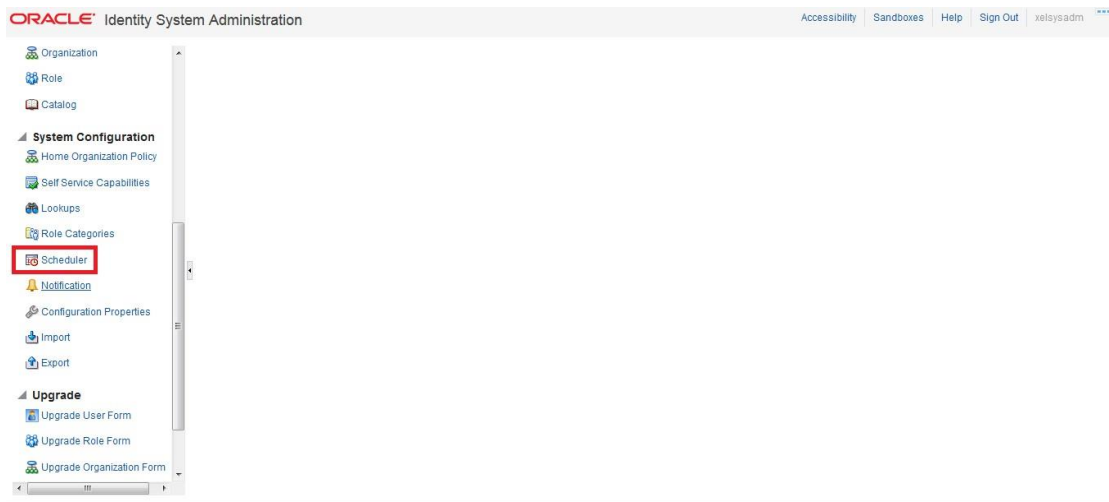 ORACLE Identity System Administration
Accessibility Sandboxes Help Sign Out xelsysadm
Organization
Role
Catalog
System Configuration
Home Organization Policy
Self Service Capabilities
Lookups
Role Categories
Scheduler
Notification
Configuration Properties
Import
Export
Upgrade
Upgrade User Form
Upgrade Role Form
Upgrade Organization Form